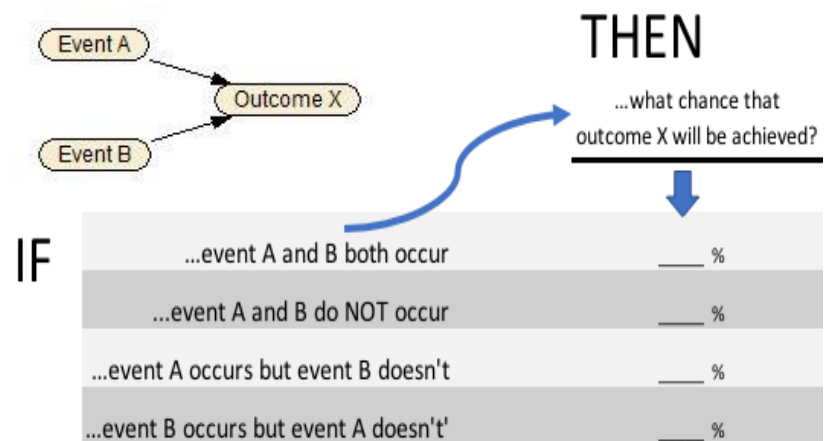 Event A
Outcome X
Event B
THEN
...what chance that
outcome X will be achieved?
IF
...event A and B both occur ____ %
...event A and B do NOT occur ____ %
...event A occurs but event B doesn't ____ %
...event B occurs but event A doesn't' ____ %